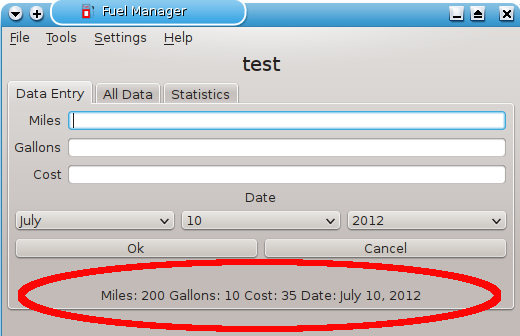 Fuel Manager
File Tools Settings Help
test
Data Entry All Data Statistics
Miles
Gallons
Cost
Date
July 10 2012
Ok Cancel
Miles: 200 Gallons: 10 Cost: 35 Date: July 10, 2012